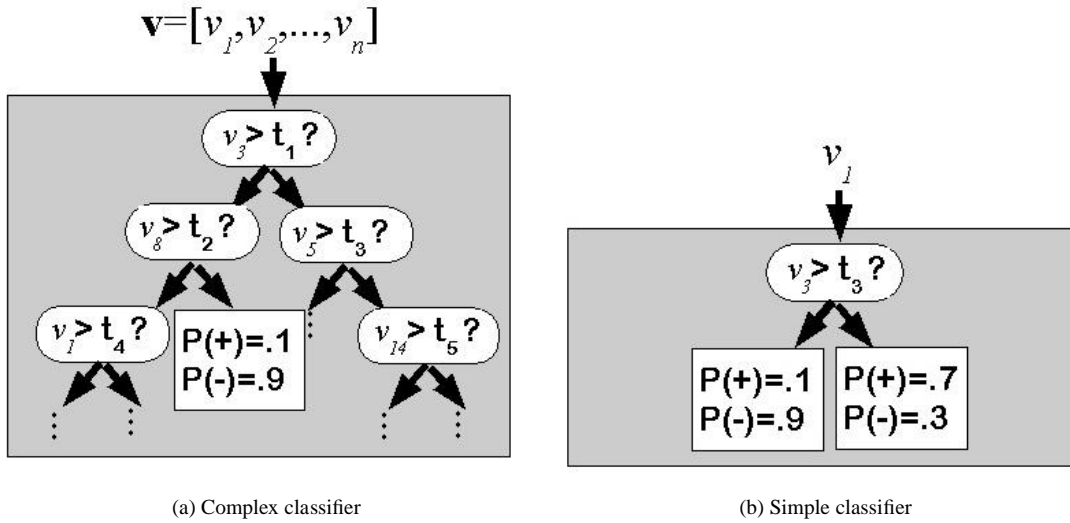 v=[v1,v2,...,vn]
v3> t1?
v8> t2?
v5> t3?
v1> t4?
P(+)=.1
P(-)=.9
v14> t5?
(a) Complex classifier
v1
v3> t3?
P(+)=.1
P(-)=.9
P(+)=.7
P(-)=.3
(b) Simple classifier